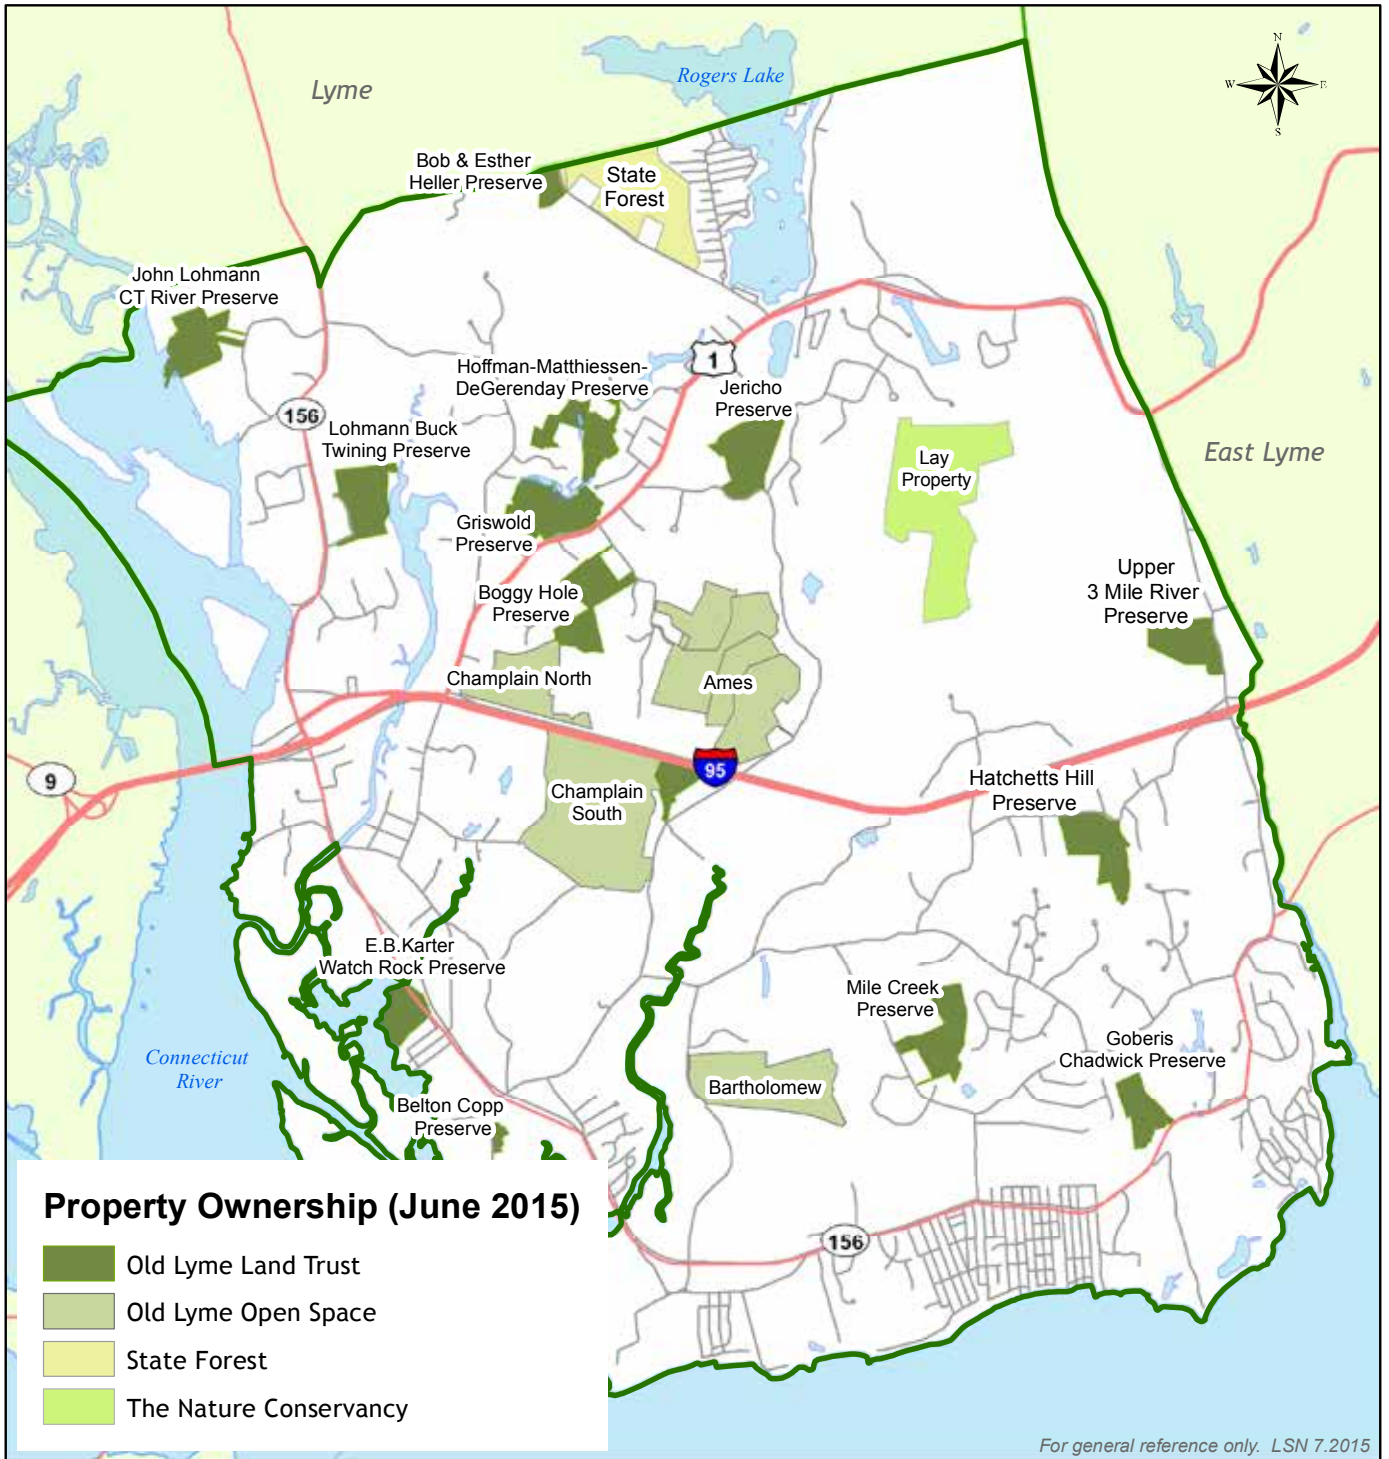 N
W
E
S
Rogers Lake
Lyme
Bob & Esther
Heller Preserve
State
Forest
John Lohmann
CT River Preserve
1
Hoffman-Matthiessen-
DeGerenday Preserve
Jericho
Preserve
156
Lohmann Buck
Twining Preserve
Lay
Property
East Lyme
Griswold
Preserve
Upper
3 Mile River
Preserve
Boggy Hole
Preserve
Champlain North
Ames
9
95
Champlain
South
Hatchetts Hill
Preserve
E.B.Karter
Watch Rock Preserve
Mile Creek
Preserve
Connecticut
River
Goberis
Chadwick Preserve
Bartholomew
Belton Copp
Preserve
156
Property Ownership (June 2015)
Old Lyme Land Trust
Old Lyme Open Space
State Forest
The Nature Conservancy
For general reference only. LSN 7.2015